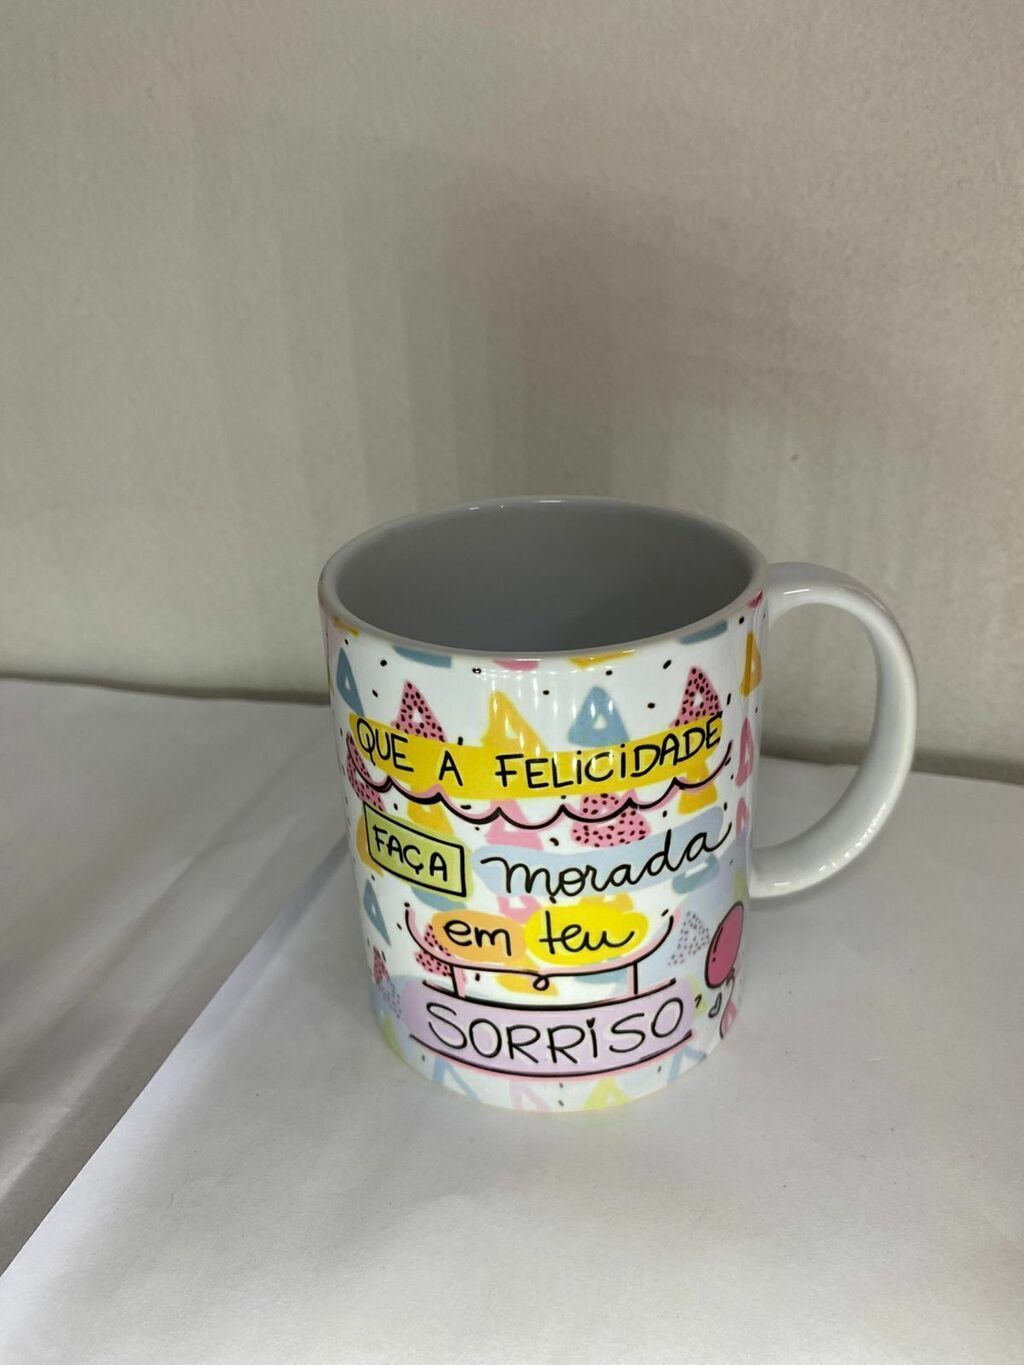 QUE A FELICIDADE
FAÇA morada
em teu
SORRISO